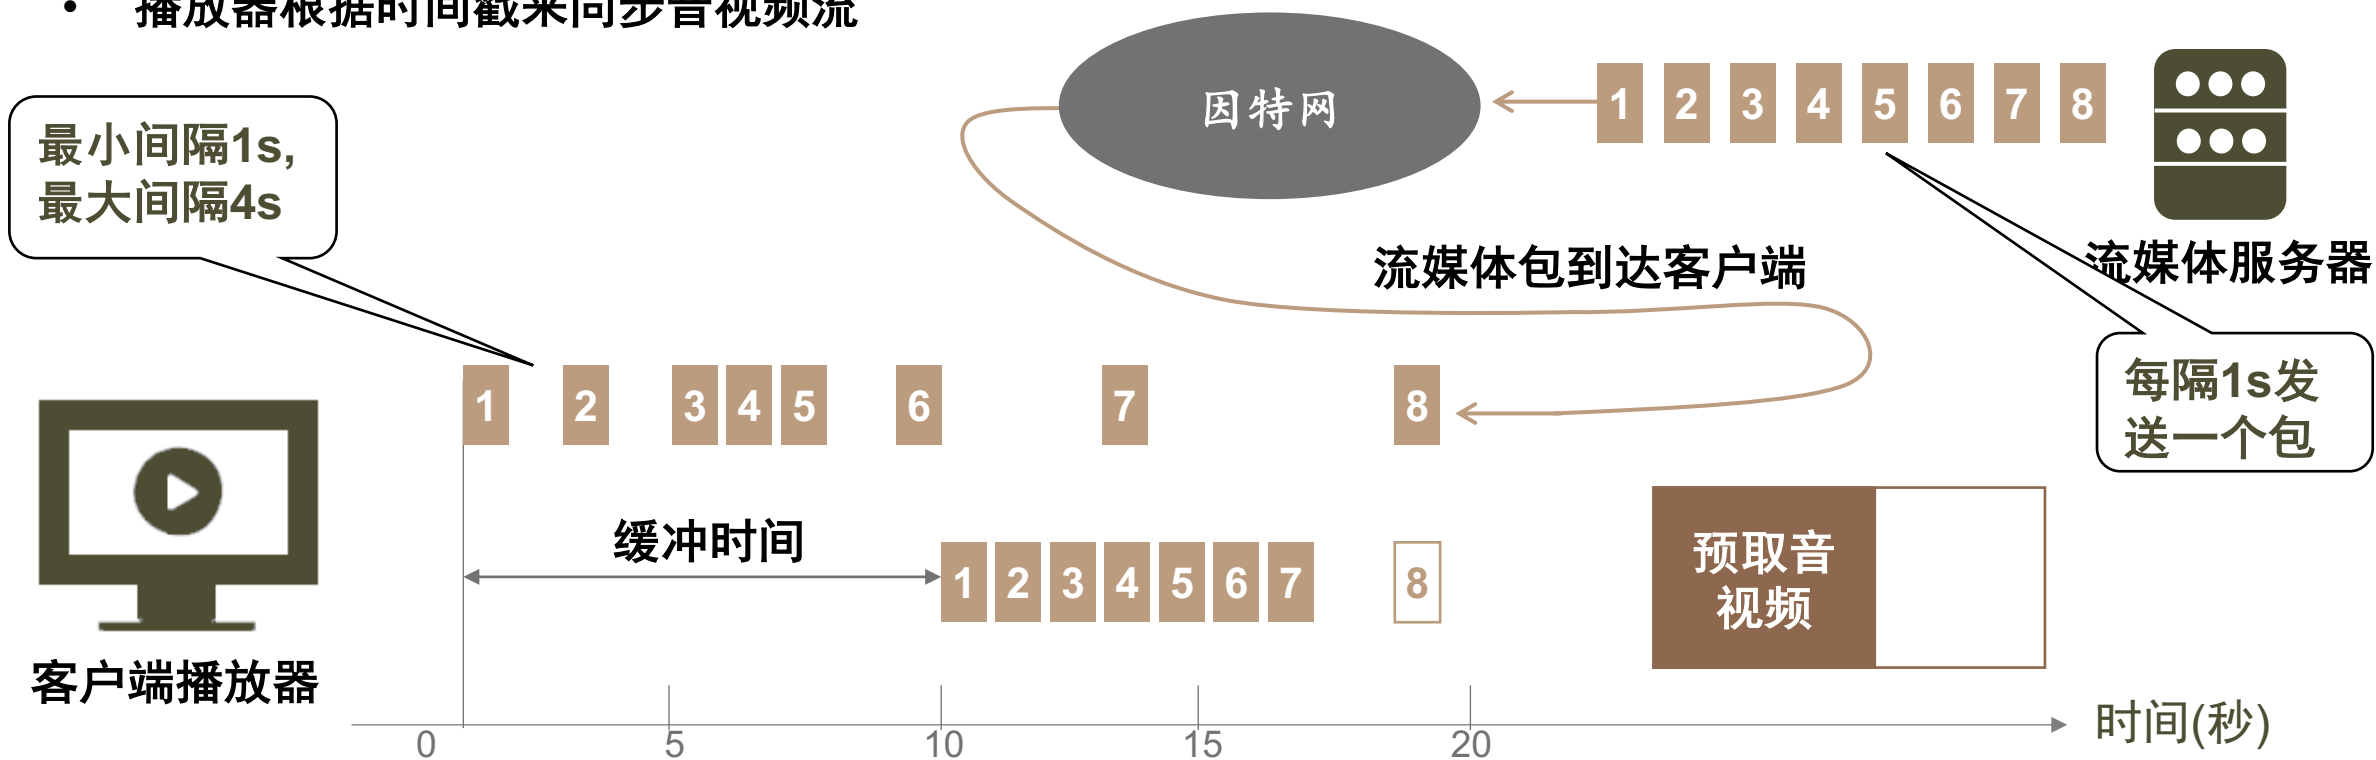 • 播放器根据时间戳来同步音视频流
因特网
1 2 3 4 5 6 7 8
最小间隔1s,
最大间隔4s
流媒体包到达客户端
流媒体服务器
每隔1s发
送一个包
1 2 3 4 5 6 7 8
缓冲时间
1 2 3 4 5 6 7 8
预取音
视频
客户端播放器
0 5 10 15 20
时间(秒)